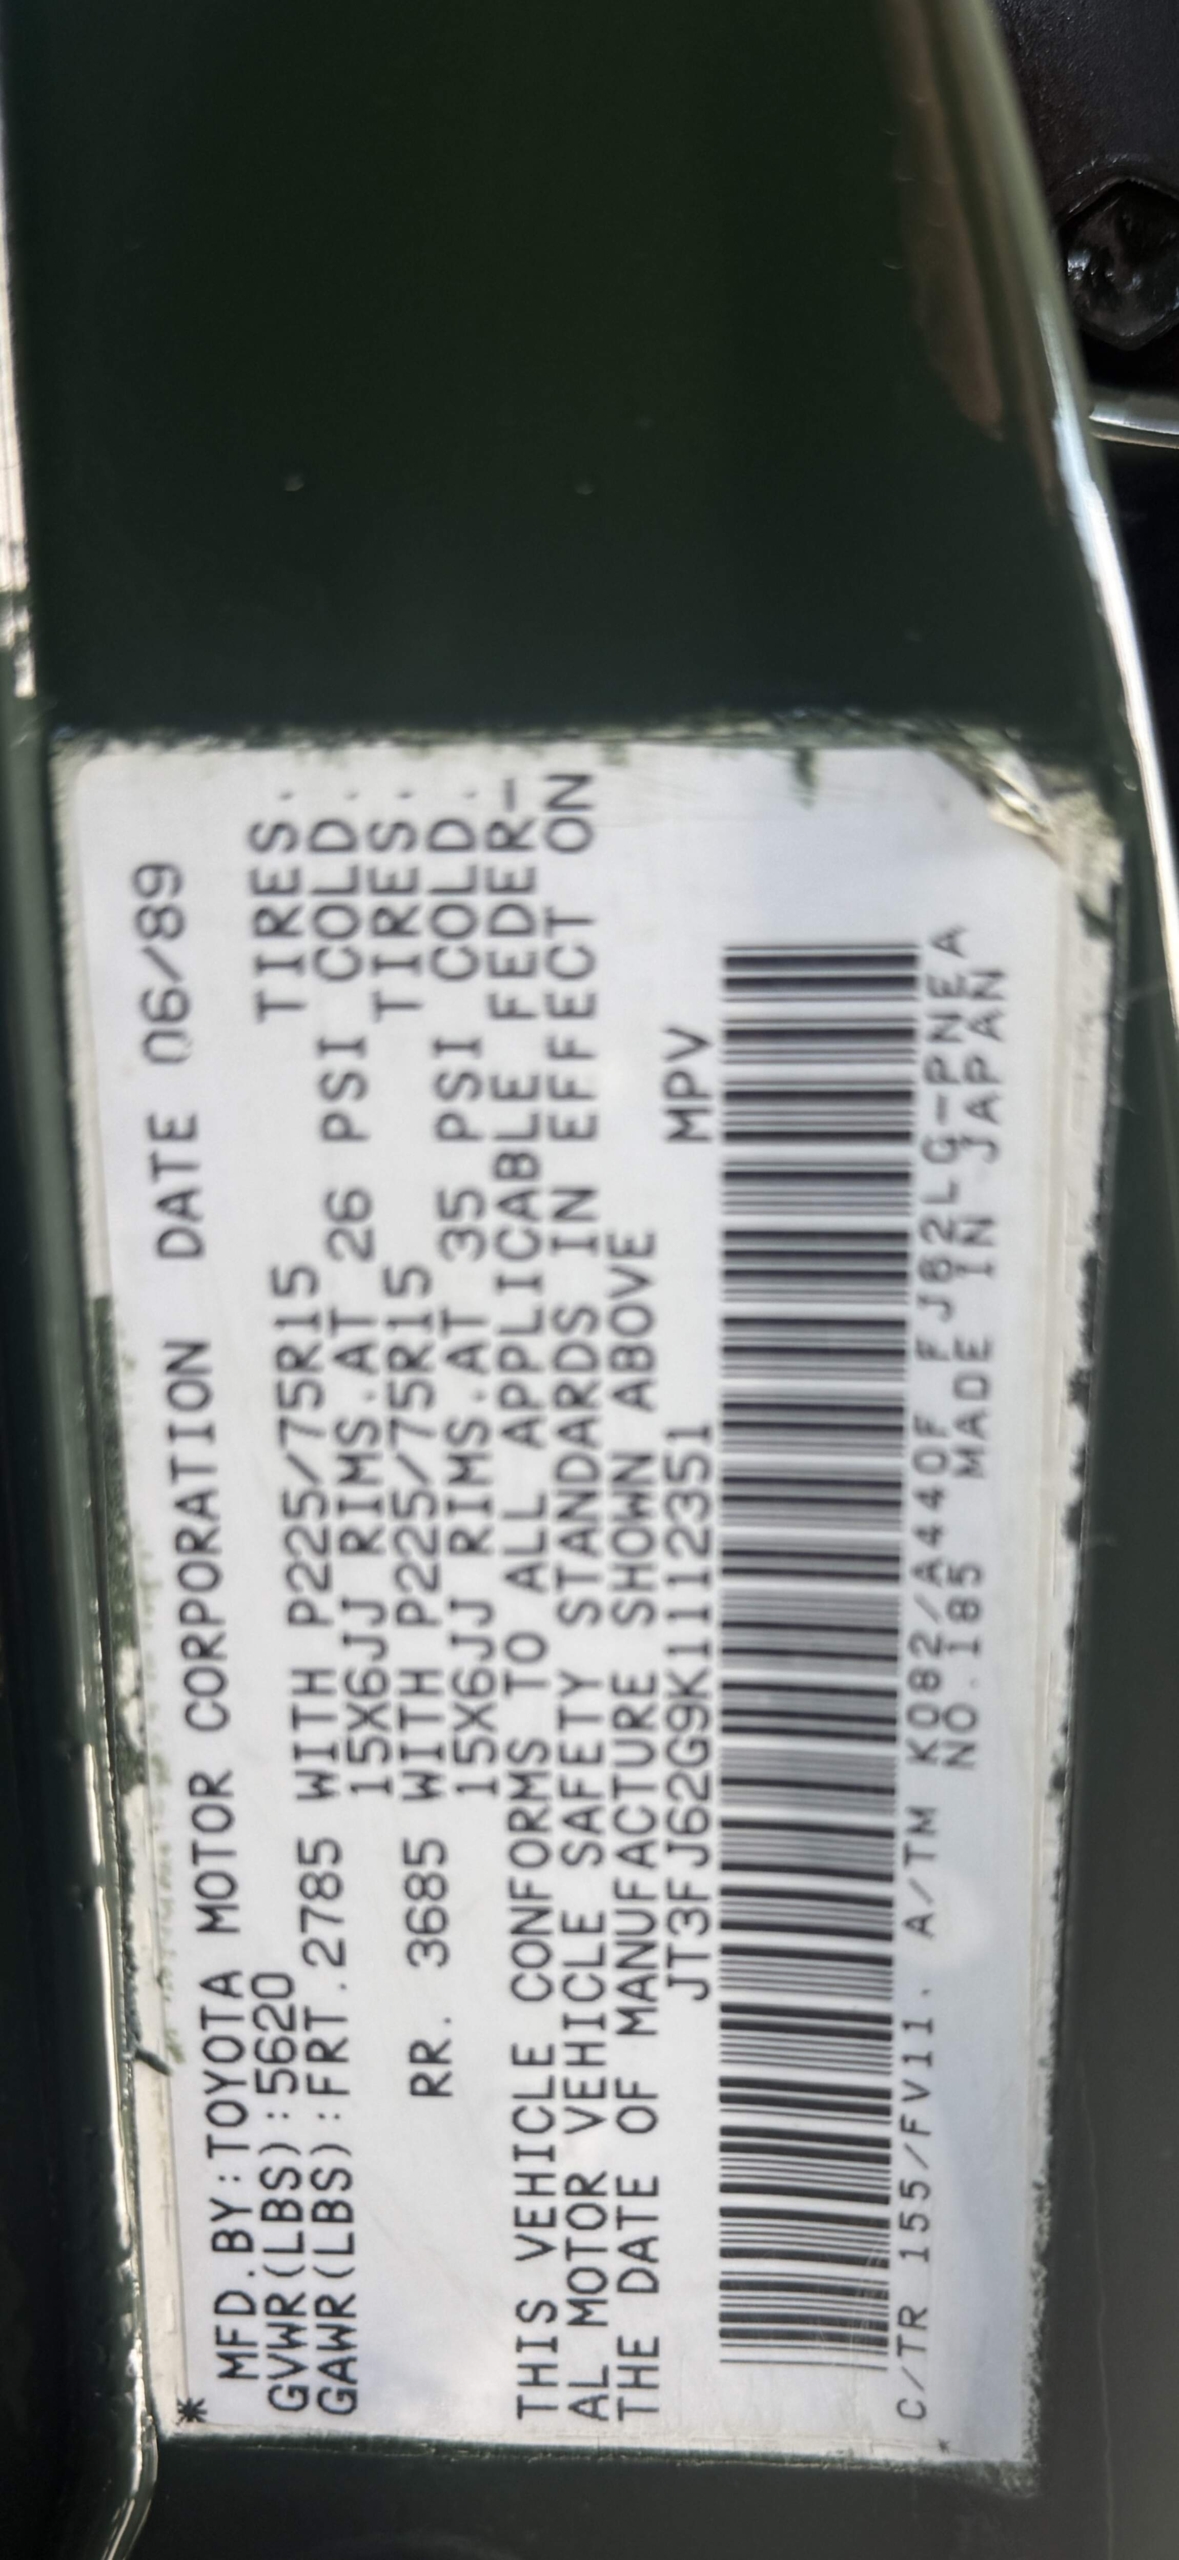 * MFD.BY:TOYOTA MOTOR CORPORATION DATE 06/89
GVWR(LBS):5620
GAWR(LBS):FRT.2785 WITH P225/75R15 TIRES.
15X6JJ RIMS.AT 26 PSI COLD.
RR. 3685 WITH P225/75R15 TIRES.
15X6JJ RIMS.AT 35 PSI COLD.
THIS VEHICLE CONFORMS TO ALL APPLICABLE FEDER-
AL MOTOR VEHICLE SAFETY STANDARDS IN EFFECT ON
THE DATE OF MANUFACTURE SHOWN ABOVE
JT3FJ62G9K1112351 MPV
C/TR 155/FV11. A/TM K082/A440F FJ62LG-PNEA
* NO.185 MADE IN JAPAN